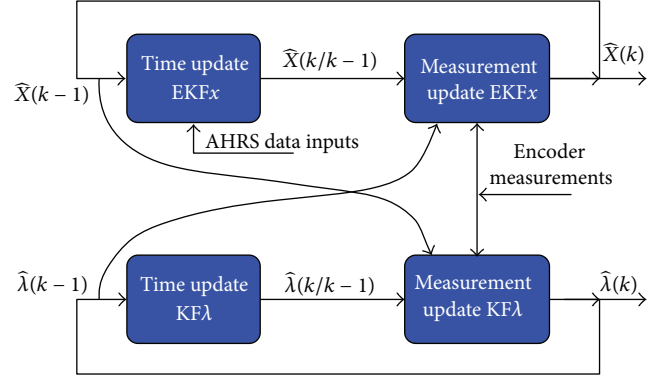 Time update
EKFx
X̂(k/k − 1)
Measurement
update EKFx
X̂(k)
X̂(k − 1)
AHRS data inputs
Encoder
measurements
λ̂(k − 1)
Time update
KFλ
λ̂(k/k − 1)
Measurement
update KFλ
λ̂(k)